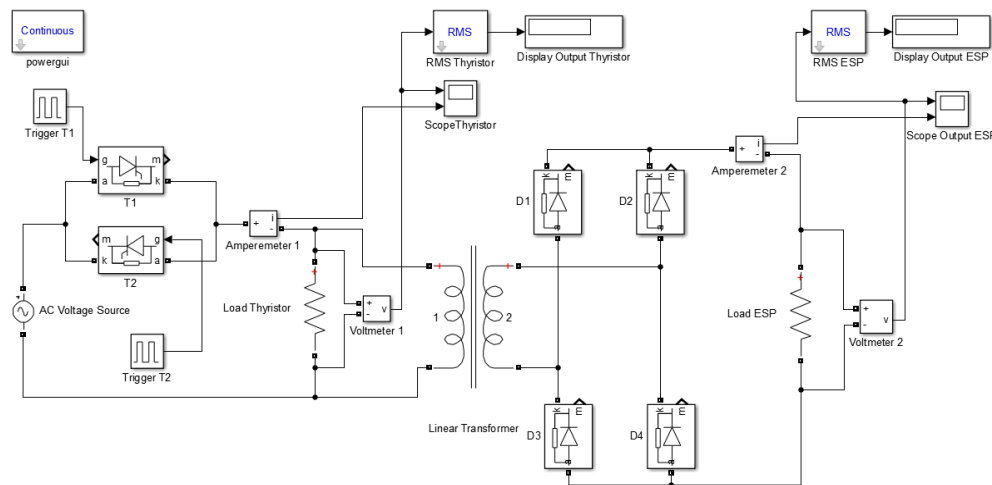 Continuous
powergui
RMS
RMS Thyristor
Display Output Thyristor
RMS
RMS ESP
Display Output ESP
Trigger T1
ScopeThyristor
Scope Output ESP
g m
a k
T1
i
+ -
Amperemeter 1
i
+ -
Amperemeter 2
k m
D1
a
k m
D2
a
m g
k a
T2
AC Voltage Source
Trigger T2
+
Load Thyristor
+ v
-
Voltmeter 1
+ +
1 2
Linear Transformer
+
Load ESP
+ v
-
Voltmeter 2
k m
D3
a
k m
D4
a